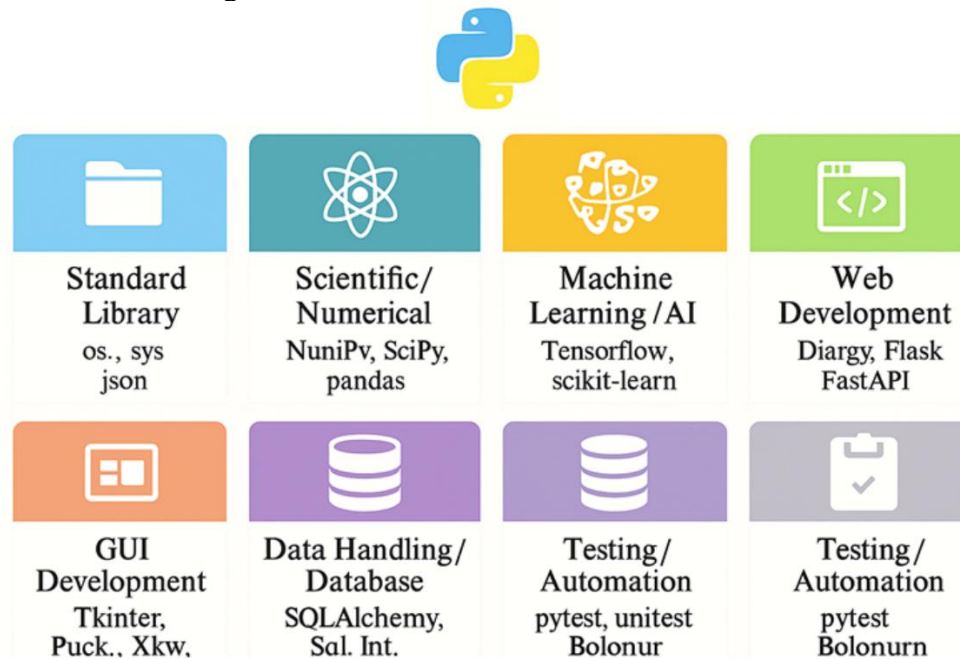 Standard
Library
os., sys
json
Scientific/
Numerical
NuniPv, SciPy,
pandas
Machine
Learning /AI
Tensorflow,
scikit-learn
Web
Development
Diargy, Flask
FastAPI
GUI
Development
Tkinter,
Puck., Xkw,
Data Handling/
Database
SQLAlchemy,
Sql. Int.
Testing/
Automation
pytest, unitest
Bolonur
Testing/
Automation
pytest
Bolonurn